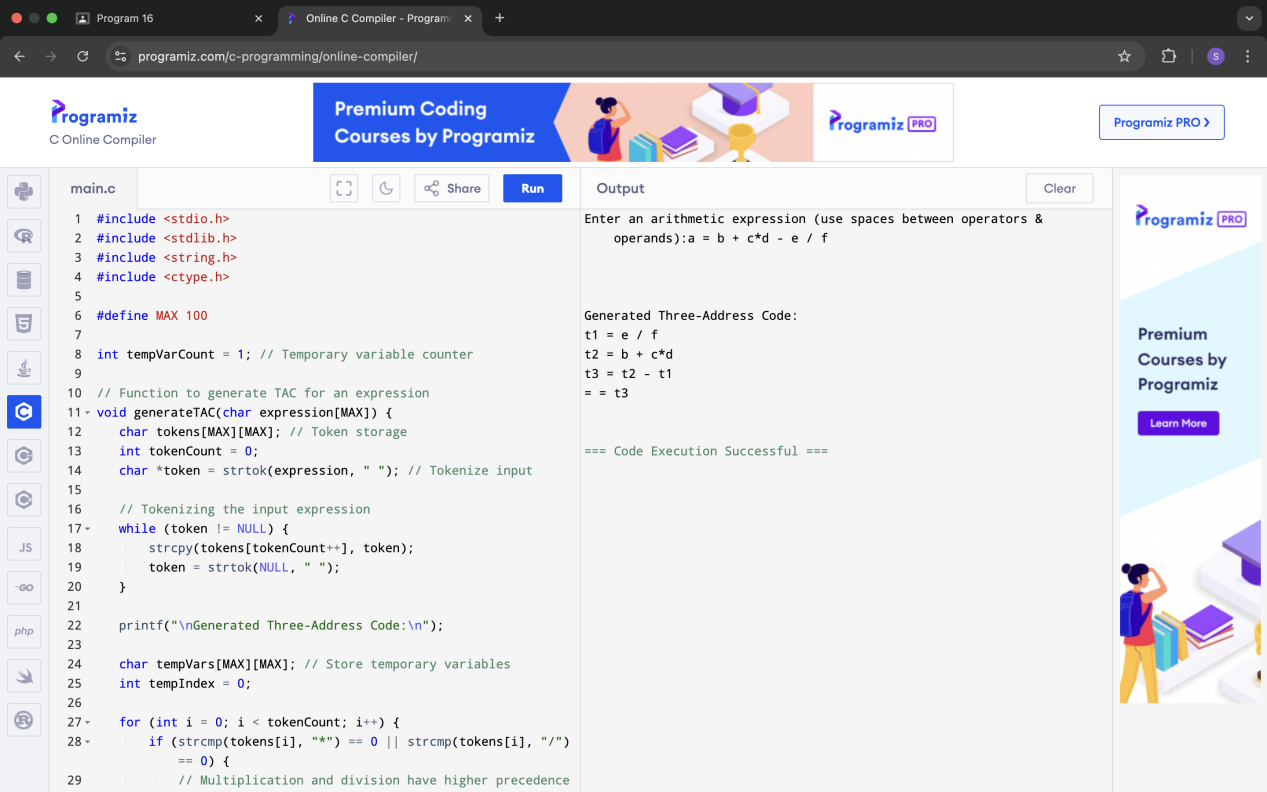 Program 16
Online C Compiler - Programi
programiz.com/c-programming/online-compiler/
S
Programiz
C Online Compiler
Premium Coding
Courses by Programiz
Programiz PRO
Programiz PRO
main.c
Share
Run
Output
Clear
1 #include <stdio.h>
2 #include <stdlib.h>
3 #include <string.h>
4 #include <ctype.h>
5
6 #define MAX 100
7
8 int tempVarCount = 1; // Temporary variable counter
9
10 // Function to generate TAC for an expression
11 void generateTAC(char expression[MAX]) {
12 char tokens[MAX][MAX]; // Token storage
13 int tokenCount = 0;
14 char *token = strtok(expression, " "); // Tokenize input
15
16 // Tokenizing the input expression
17 while (token != NULL) {
18 strcpy(tokens[tokenCount++], token);
19 token = strtok(NULL, " ");
20 }
21
22 printf("\nGenerated Three-Address Code:\n");
23
24 char tempVars[MAX][MAX]; // Store temporary variables
25 int tempIndex = 0;
26
27 for (int i = 0; i < tokenCount; i++) {
28 if (strcmp(tokens[i], "*") == 0 || strcmp(tokens[i], "/")
== 0) {
29 // Multiplication and division have higher precedence
Enter an arithmetic expression (use spaces between operators &
operands):a = b + c*d - e / f
Generated Three-Address Code:
t1 = e / f
t2 = b + c*d
t3 = t2 - t1
= = t3
=== Code Execution Successful ===
Programiz PRO
Premium
Courses by
Programiz
Learn More
JS
GO
php